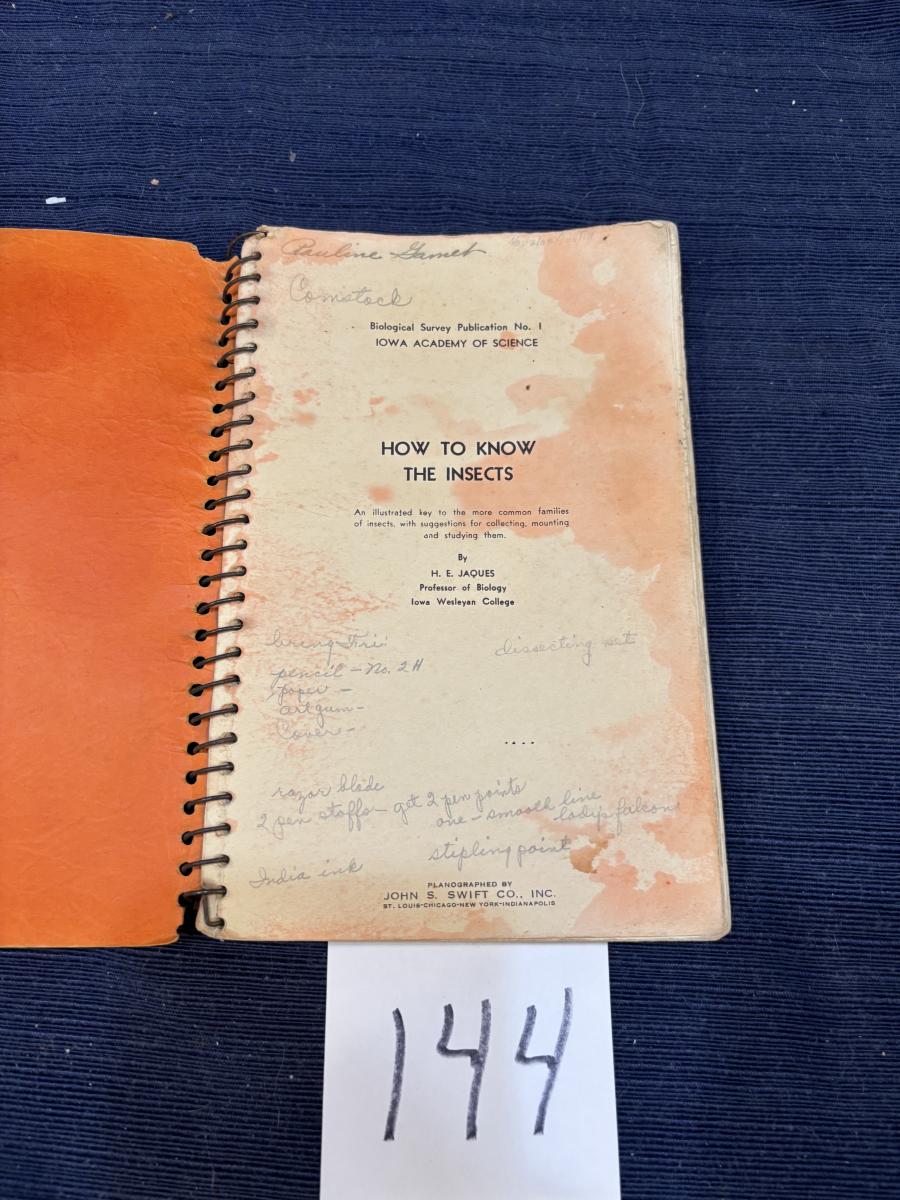 Pauline Gamet
Comstock
Biological Survey Publication No. 1
IOWA ACADEMY OF SCIENCE
HOW TO KNOW
THE INSECTS
An illustrated key to the more common families
of insects, with suggestions for collecting, mounting
and studying them.
By
H. E. JAQUES
Professor of Biology
Iowa Wesleyan College
bring Fri:
dissecting set
pencil - No. 2H
paper -
artgum -
Cover -
razor blade
2 pen staffs - get 2 pen points
one - smooth line
falcon
stipling point
India ink
PLANOGRAPHED BY
JOHN S. SWIFT CO., INC.
ST. LOUIS-CHICAGO-NEW YORK-INDIANAPOLIS
144